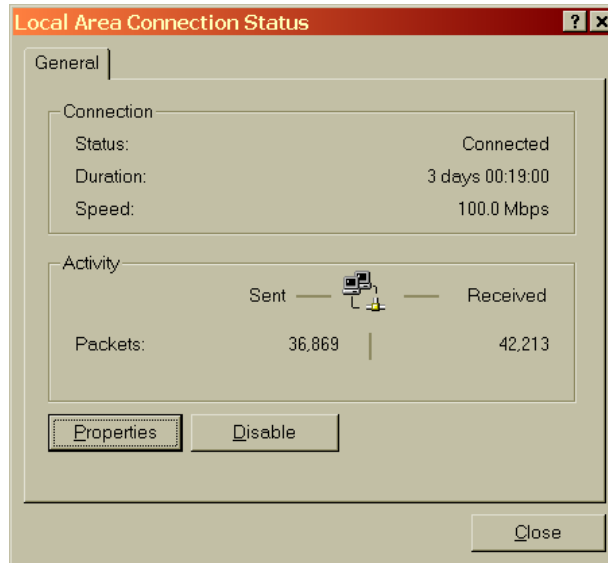 Local Area Connection Status
General
Connection
Status: Connected
Duration: 3 days 00:19:00
Speed: 100.0 Mbps
Activity
Sent Received
Packets: 36,869 42,213
Properties Disable
Close